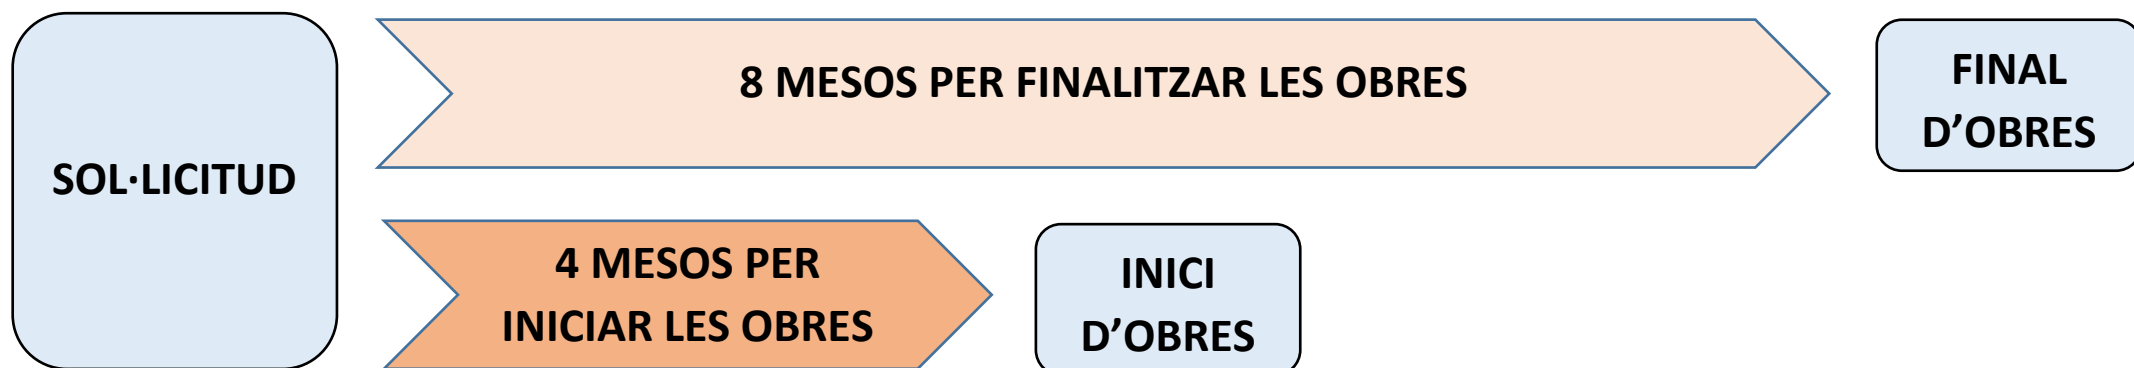 SOL·LICITUD
8 MESOS PER FINALITZAR LES OBRES
FINAL
D’OBRES
4 MESOS PER
INICIAR LES OBRES
INICI
D’OBRES